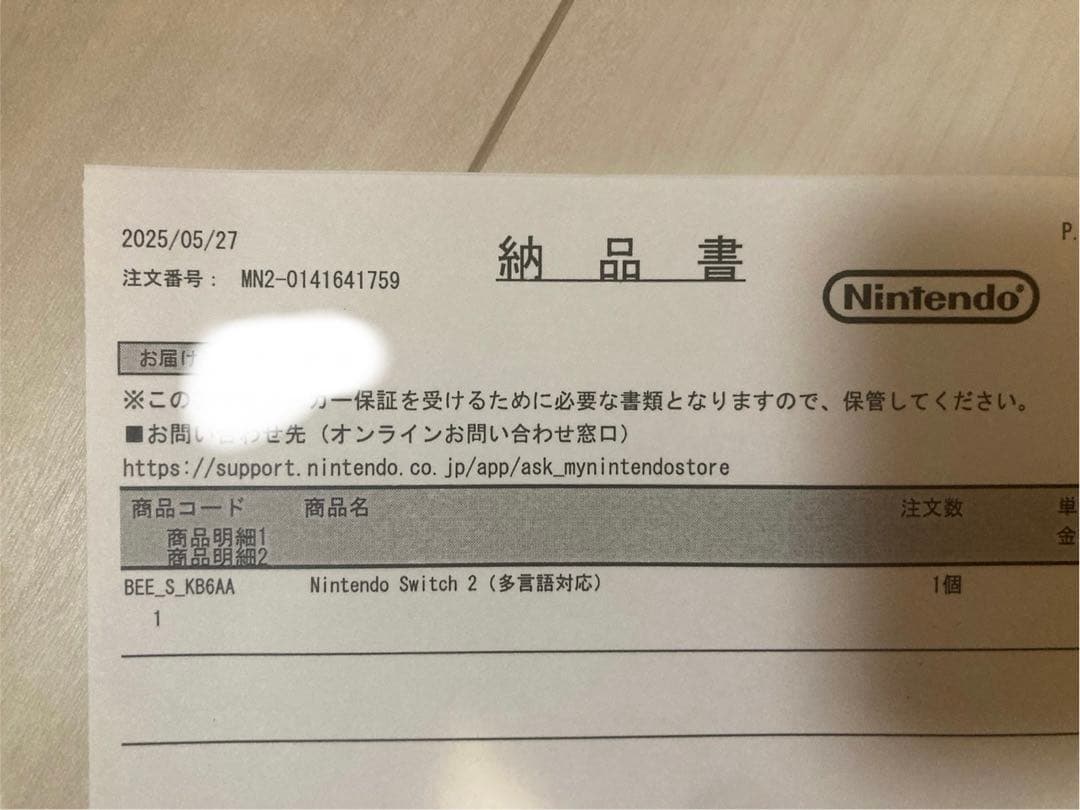 2025/05/27
納 品 書
P.
注文番号： MN2-0141641759
Nintendo®
お届け
※この カー保証を受けるために必要な書類となりますので、保管してください。
■お問い合わせ先（オンラインお問い合わせ窓口）
https://support.nintendo.co.jp/app/ask_mynintendostore
商品コード 商品名 注文数 単
商品明細1 金
商品明細2
BEE_S_KB6AA Nintendo Switch 2（多言語対応） 1個
1